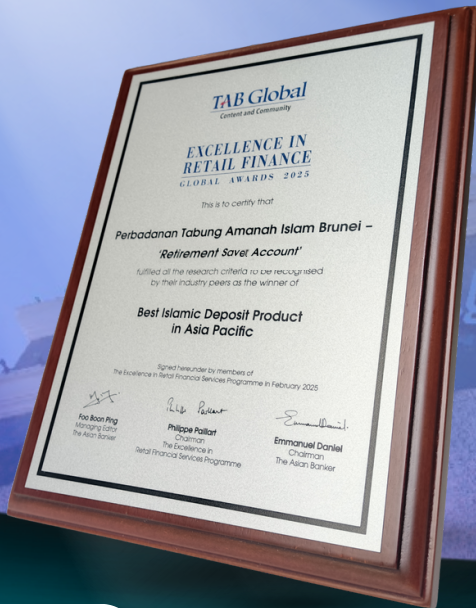 TAB Global
Content and Community
EXCELLENCE IN
RETAIL FINANCE
GLOBAL AWARDS 2025
This is to certify that
Perbadanan Tabung Amanah Islam Brunei –
'Retirement Saver Account'
fulfilled all the research criteria to be recognised
by their industry peers as the winner of
Best Islamic Deposit Product
in Asia Pacific
Signed hereunder by members of
The Excellence in Retail Financial Services Programme in February 2025
Foo Boon Ping
Managing Editor
The Asian Banker
Philippe Paillart
Chairman
The Excellence in
Retail Financial Services Programme
Emmanuel Daniel
Chairman
The Asian Banker